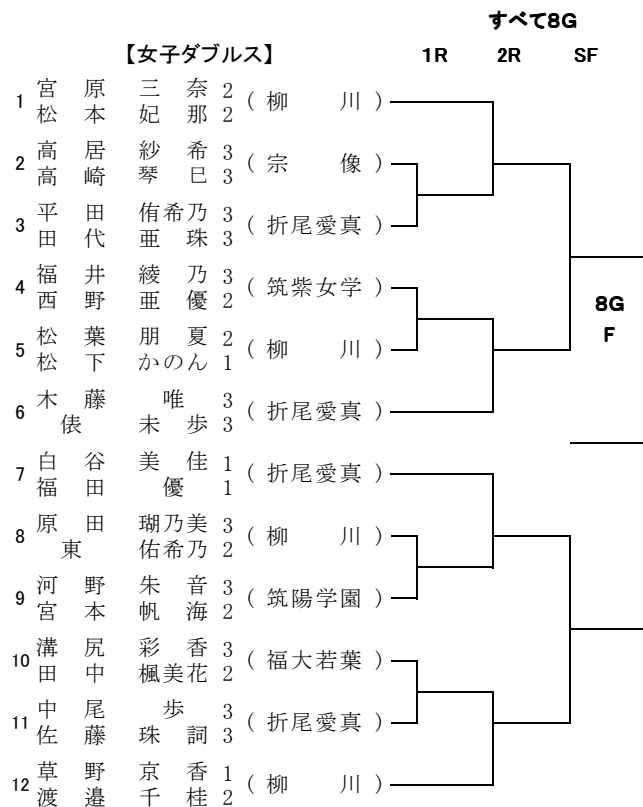 すべて8G
【女子ダブルス】 1R 2R SF
宮原 三奈 2
1 (柳川)
松本 妃那 2
高居 紗希 3
2 (宗像)
高崎 琴巳 3
平田 侑希乃 3
3 (折尾愛真)
田代 亜珠 3
福井 綾乃 3
4 (筑紫女学)
西野 亜優 2
松葉 朋夏 2
5 (柳川)
松下 かのん 1
木藤 唯 3
6 (折尾愛真)
俵 未歩 3
白谷 美佳 1
7 (折尾愛真)
福田 優 1
原田 瑚乃美 3
8 (柳川)
東 佑希乃 2
河野 朱音 3
9 (筑陽学園)
宮本 帆海 2
溝尻 彩香 3
10 (福大若葉)
田中 楓美花 2
中尾 歩 3
11 (折尾愛真)
佐藤 珠詞 3
草野 京香 1
12 (柳川)
渡邉 千桂 2
8G
F